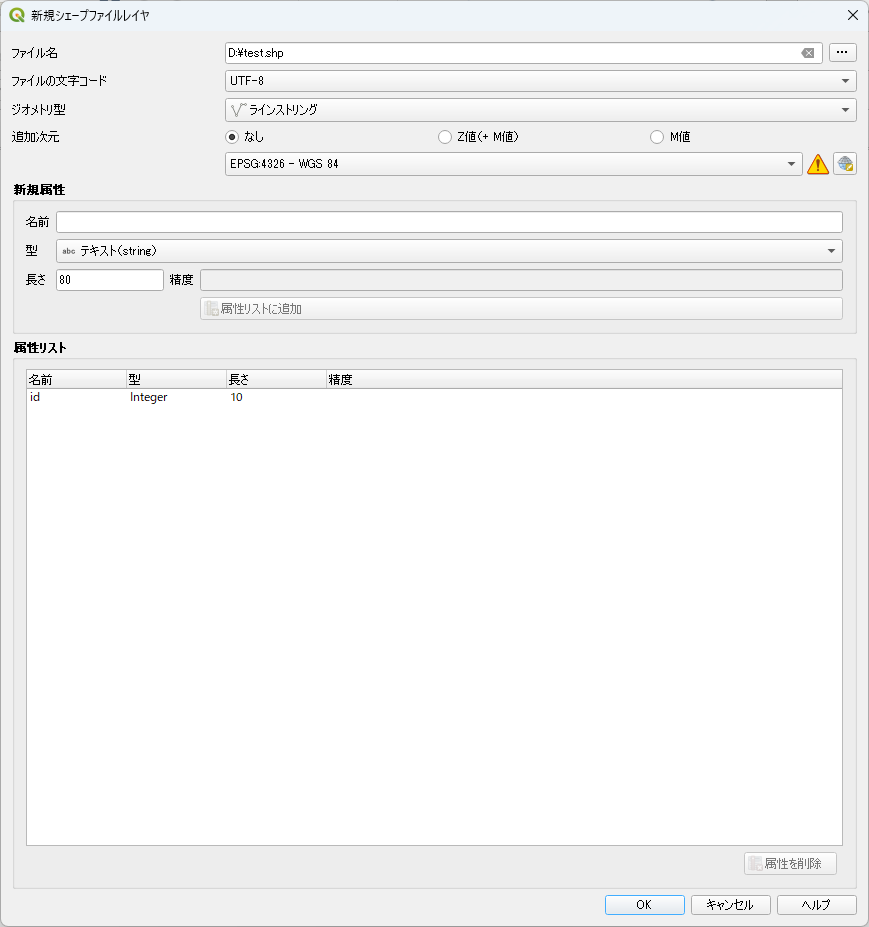 新規シェープファイルレイヤ
ファイル名 D:¥test.shp ...
ファイルの文字コード UTF-8
ジオメトリ型 ラインストリング
追加次元 なし Z値(+ M値) M値
EPSG:4326 - WGS 84
新規属性
名前
型 abc テキスト(string)
長さ 80 精度
属性リストに追加
属性リスト
名前 型 長さ 精度
id Integer 10
属性を削除
OK キャンセル ヘルプ